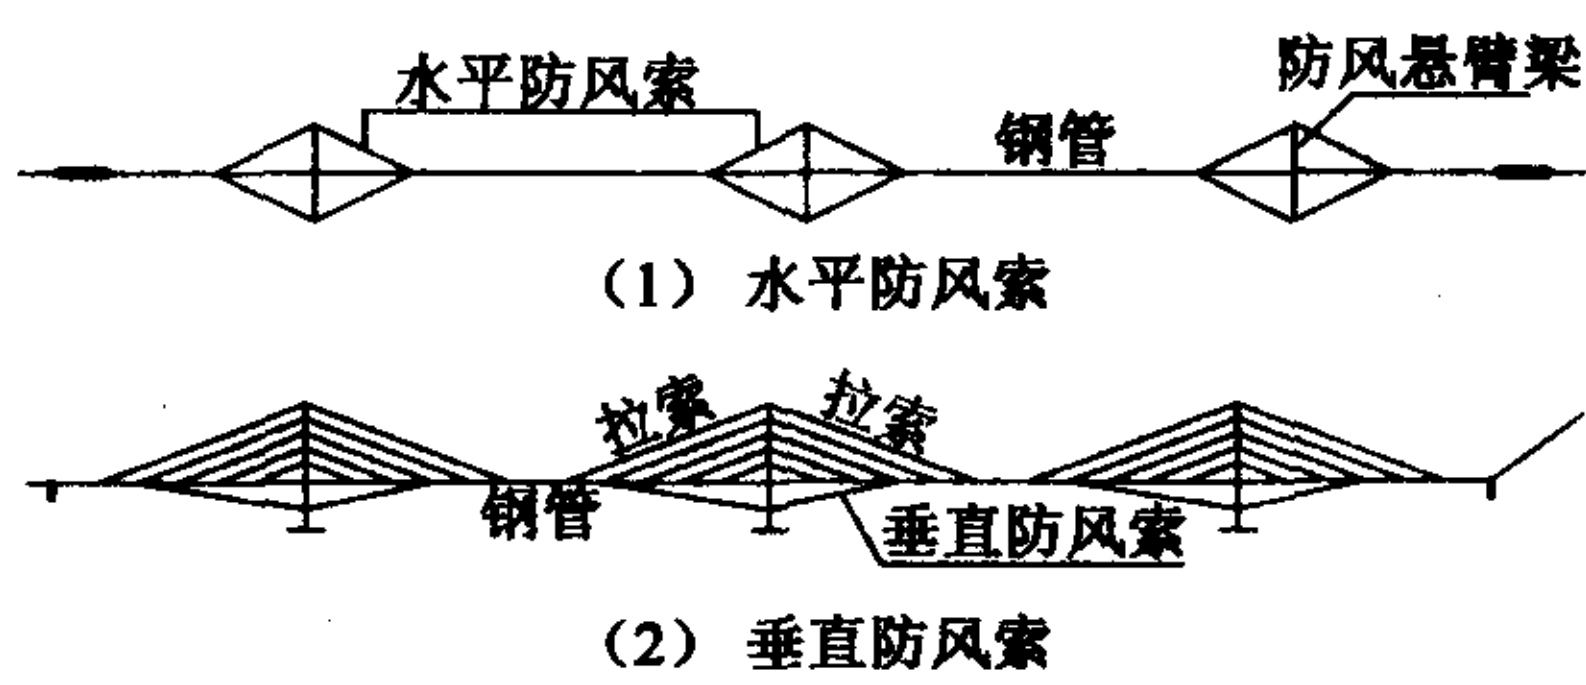 水平防风索
防风悬臂梁
钢管
（1） 水平防风索
拉索
拉索
钢管
垂直防风索
（2） 垂直防风索